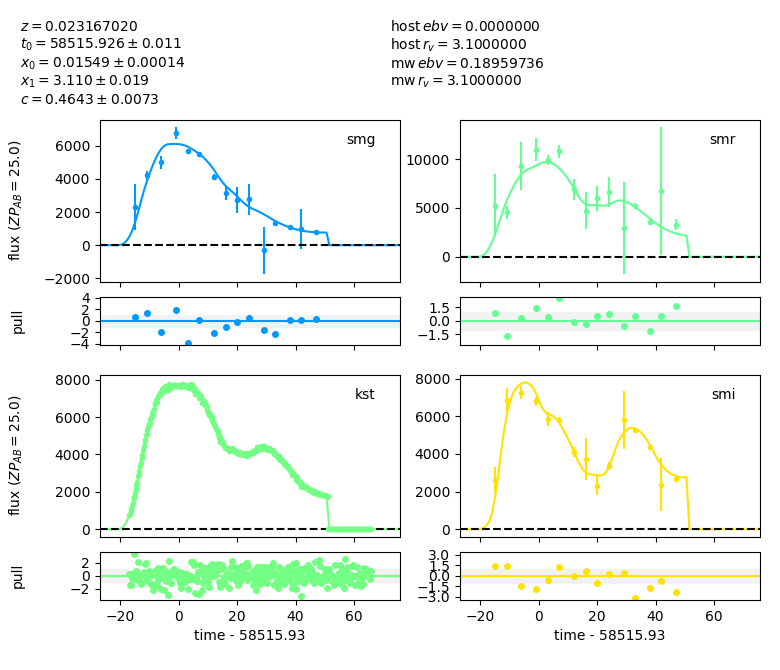 z = 0.023167020
t0 = 58515.926 ± 0.011
x0 = 0.01549 ± 0.00014
x1 = 3.110 ± 0.019
c = 0.4643 ± 0.0073
host ebv = 0.0000000
host rv = 3.1000000
mw ebv = 0.18959736
mw rv = 3.1000000
flux (ZPAB = 25.0)
6000
4000
2000
0
−2000
smg
10000
5000
0
smr
pull
4
2
0
−2
−4
1.5
0.0
−1.5
flux (ZPAB = 25.0)
8000
6000
4000
2000
0
kst
8000
6000
4000
2000
0
smi
pull
2
0
−2
3.0
1.5
0.0
−1.5
−3.0
−20 0 20 40 60
−20 0 20 40 60
time - 58515.93
time - 58515.93